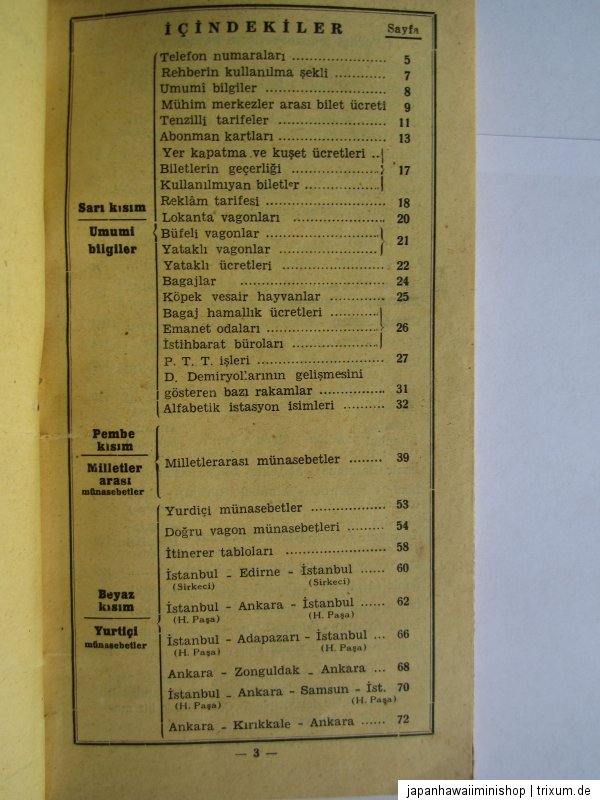 İÇİNDEKİLER Sayfa
Telefon numaraları .................... 5
Rehberin kullanılma şekli ........... 7
Umumî bilgiler ......................... 8
Mühim merkezler arası bilet ücreti 9
Tenzilli tarifeler ........................ 11
Abonman kartları ...................... 13
Yer kapatma ve kuşet ücretleri ..
Biletlerin geçerliği ..................... 17
Kullanılmıyan biletler ...............
Reklâm tarifesi ......................... 18
Sarı kısım
Lokanta vagonları ................... 20
Umumî
bilgiler
Büfeli vagonlar .......................
Yataklı vagonlar ..................... 21
Yataklı ücretleri ..................... 22
Bagajlar ............................. 24
Köpek vesair hayvanlar ........... 25
Bagaj hamallık ücretleri ...........
Emanet odaları ....................... 26
İstihbarat büroları ...................
P. T. T. işleri ......................... 27
D. Demiryollarının gelişmesini
gösteren bazı rakamlar ............. 31
Alfabetik istasyon isimleri ......... 32
Pembe
kısım
Milletler
arası
münasebetler
Milletlerarası münasebetler ........ 39
Yurdiçi münasebetler ............... 53
Doğru vagon münasebetleri ......... 54
İtinerer tabloları .................... 58
İstanbul - Edirne - İstanbul ...... 60
(Sirkeci) (Sirkeci)
Beyaz
kısım
Yurtiçi
münasebetler
İstanbul - Ankara - İstanbul ...... 62
(H. Paşa) (H. Paşa)
İstanbul - Adapazarı - İstanbul ... 66
(H. Paşa) (H. Paşa)
Ankara - Zonguldak - Ankara ... 68
İstanbul - Ankara - Samsun - İst. 70
(H. Paşa) (H. Paşa)
Ankara - Kırıkkale - Ankara ...... 72
— 3 —
japanhawaiiminishop | trixum.de